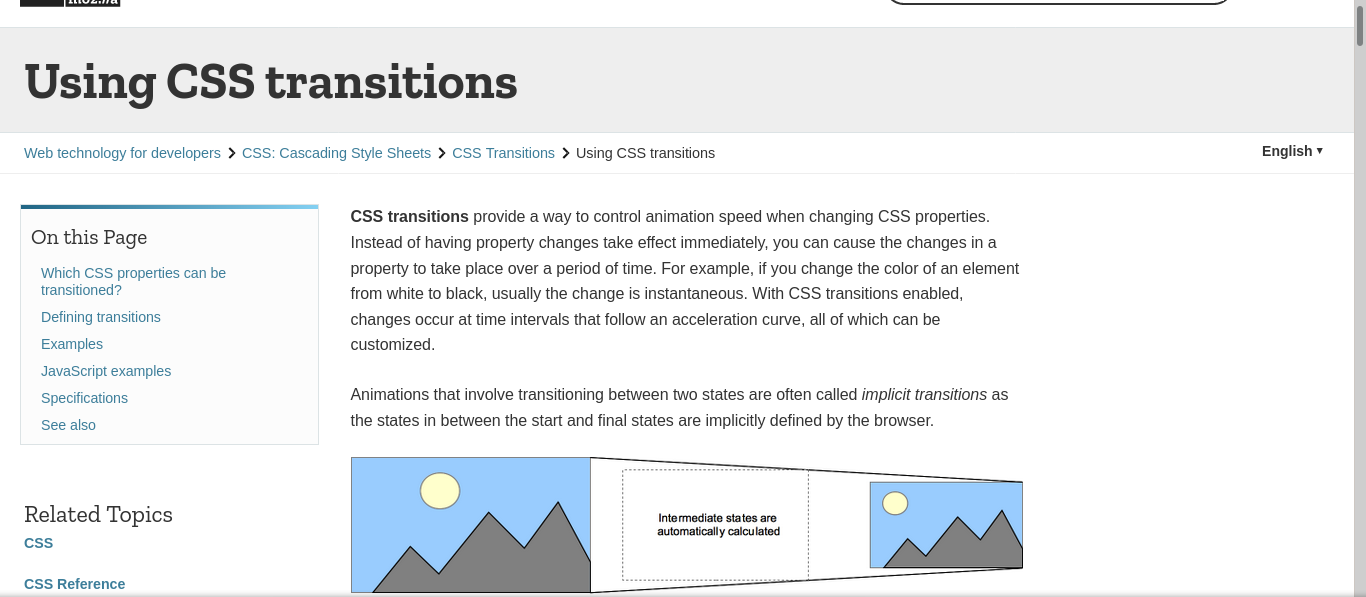 Using CSS transitions
Web technology for developers CSS: Cascading Style Sheets CSS Transitions Using CSS transitions
English ▼
On this Page
Which CSS properties can be
transitioned?
Defining transitions
Examples
JavaScript examples
Specifications
See also
Related Topics
CSS
CSS Reference
CSS transitions provide a way to control animation speed when changing CSS properties.
Instead of having property changes take effect immediately, you can cause the changes in a
property to take place over a period of time. For example, if you change the color of an element
from white to black, usually the change is instantaneous. With CSS transitions enabled,
changes occur at time intervals that follow an acceleration curve, all of which can be
customized.
Animations that involve transitioning between two states are often called implicit transitions as
the states in between the start and final states are implicitly defined by the browser.
Intermediate states are
automatically calculated